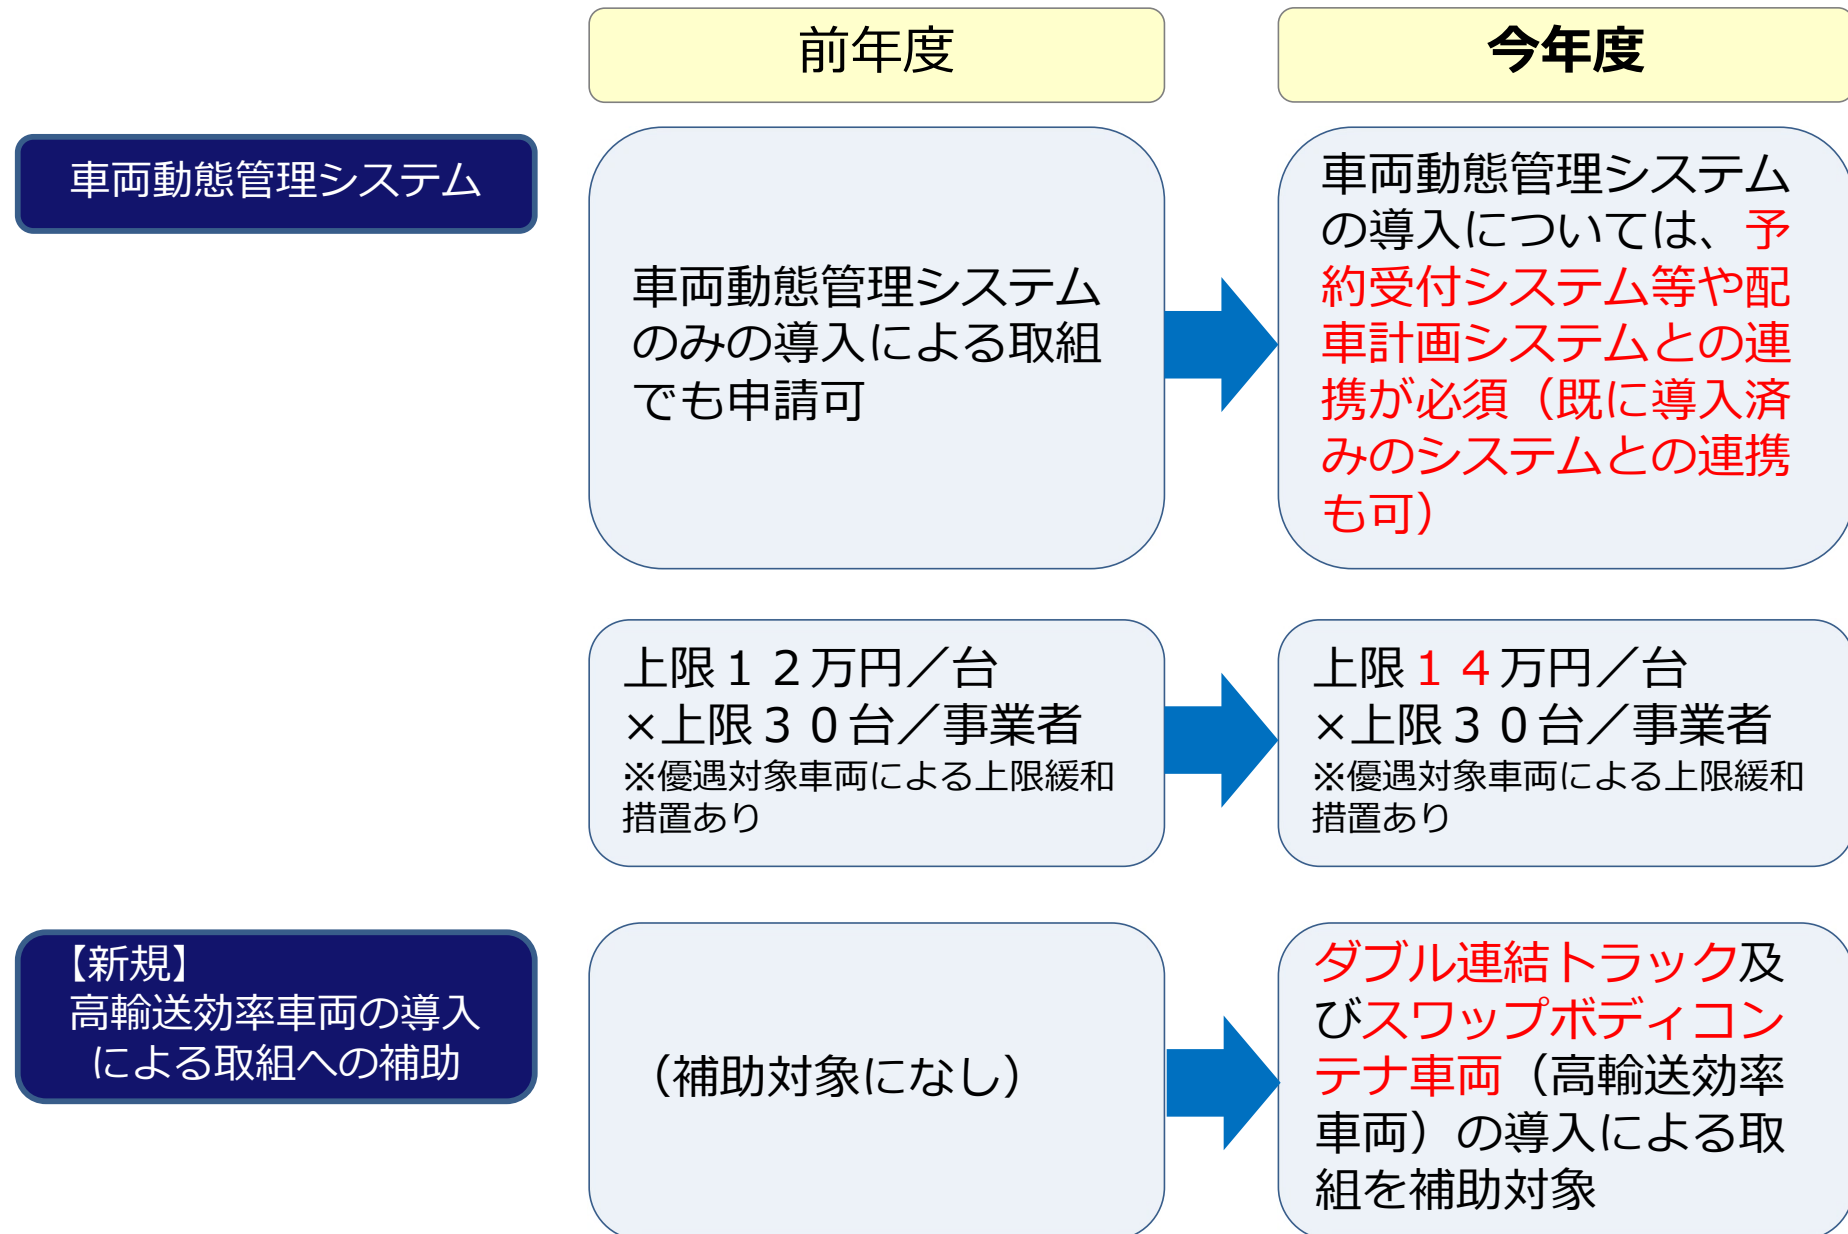 前年度
今年度
車両動態管理システム
車両動態管理システム
のみの導入による取組
でも申請可
車両動態管理システム
の導入については、予
約受付システム等や配
車計画システムとの連
携が必須（既に導入済
みのシステムとの連携
も可）
上限１２万円／台
×上限３０台／事業者
※優遇対象車両による上限緩和
措置あり
上限１４万円／台
×上限３０台／事業者
※優遇対象車両による上限緩和
措置あり
【新規】
高輸送効率車両の導入
による取組への補助
（補助対象になし）
ダブル連結トラック及
びスワップボディコン
テナ車両（高輸送効率
車両）の導入による取
組を補助対象